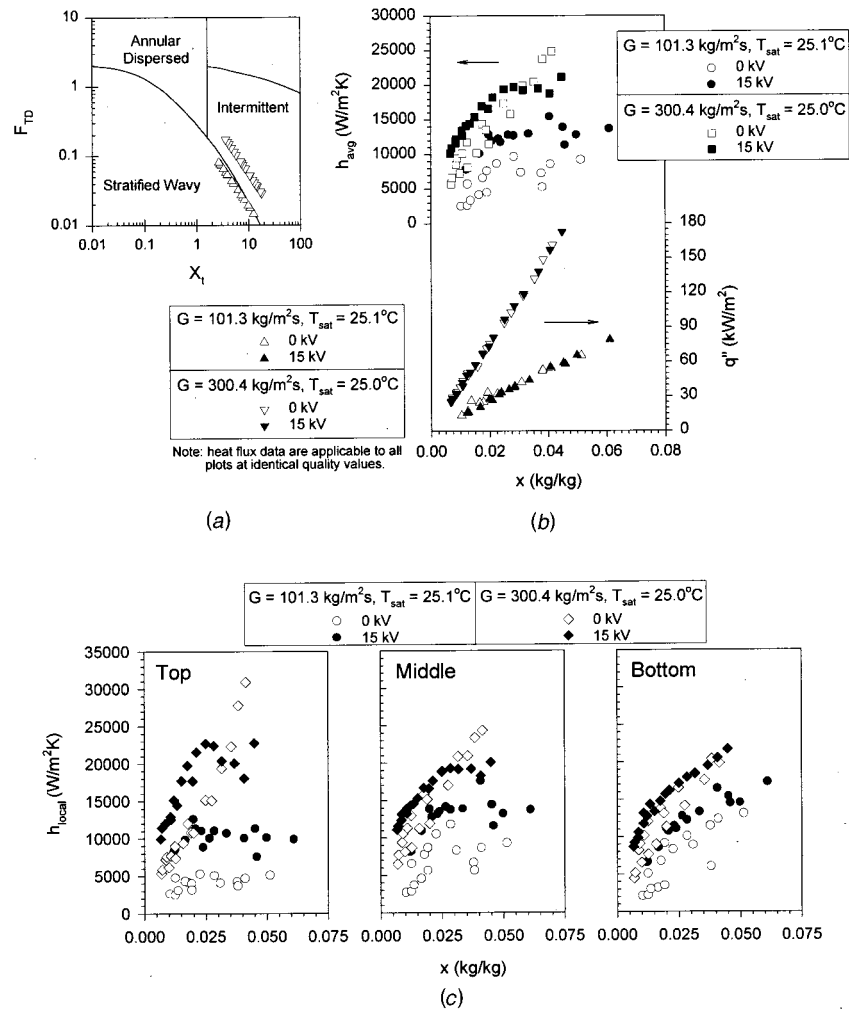 10
1
0.1
0.01
F_TD
Annular
Dispersed
Intermittent
Stratified Wavy
0.01 0.1 1 10 100
X_t
G = 101.3 kg/m²s, T_sat = 25.1°C
0 kV
15 kV
G = 300.4 kg/m²s, T_sat = 25.0°C
0 kV
15 kV
Note: heat flux data are applicable to all
plots at identical quality values.
(a)
30000
25000
20000
15000
10000
5000
0
h_avg (W/m²K)
G = 101.3 kg/m²s, T_sat = 25.1°C
0 kV
15 kV
G = 300.4 kg/m²s, T_sat = 25.0°C
0 kV
15 kV
180
150
120
90
60
30
0
q" (kW/m²)
0.00 0.02 0.04 0.06 0.08
x (kg/kg)
(b)
G = 101.3 kg/m²s, T_sat = 25.1°C
0 kV
15 kV
G = 300.4 kg/m²s, T_sat = 25.0°C
0 kV
15 kV
35000
30000
25000
20000
15000
10000
5000
0
h_local (W/m²K)
Top
Middle
Bottom
0.000 0.025 0.050 0.075
0.000 0.025 0.050 0.075
0.000 0.025 0.050 0.075
x (kg/kg)
(c)